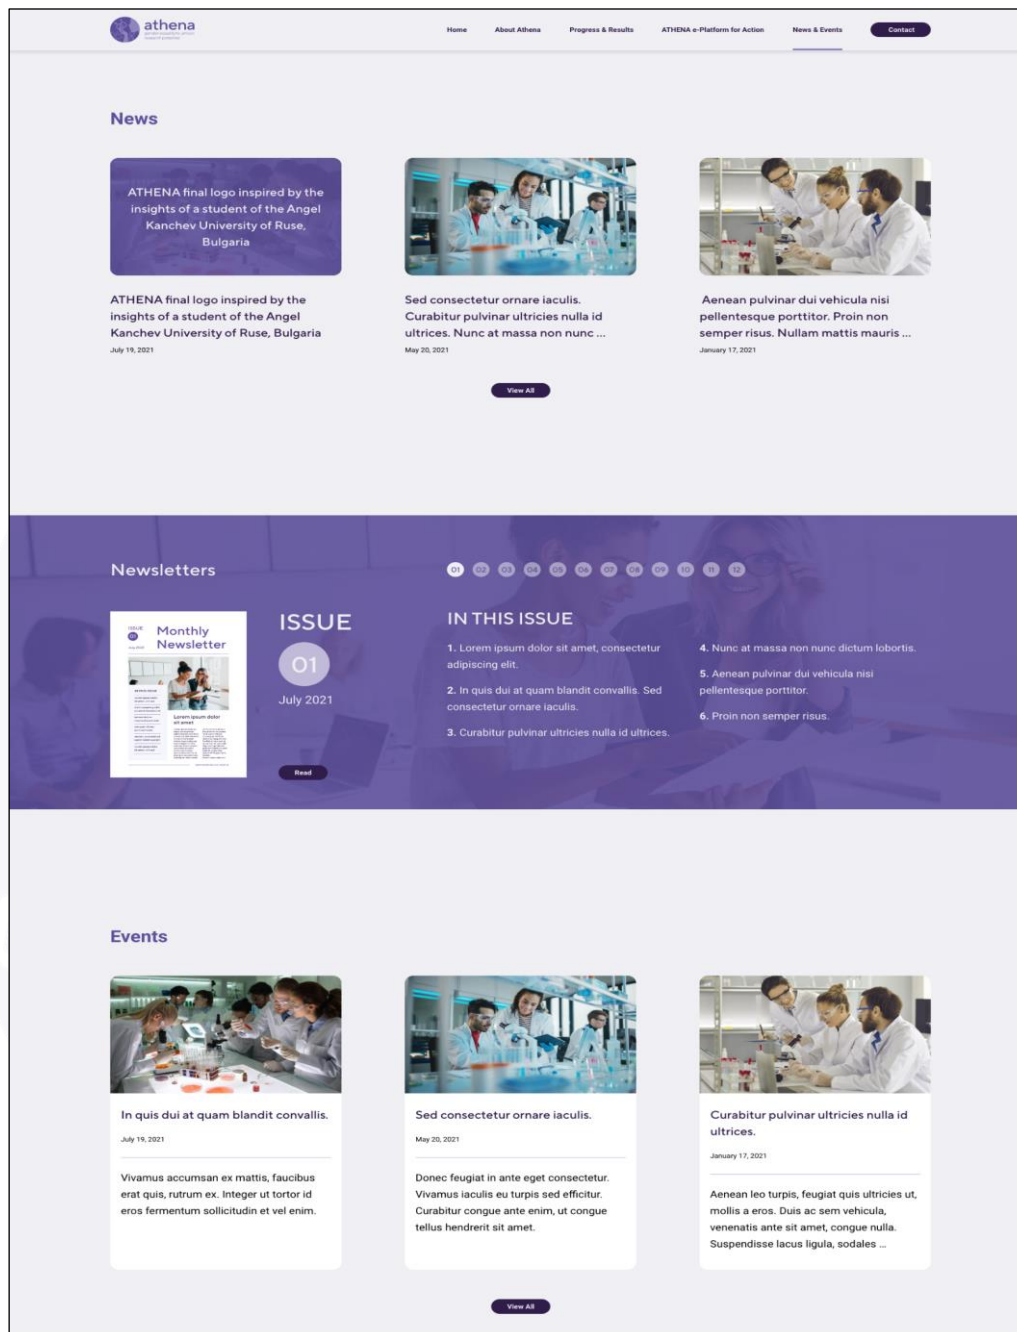 athena
Home
About Athena
Progress & Results
ATHENA e-Platform for Action
News & Events
Contact
News
ATHENA final logo inspired by the
insights of a student of the Angel
Kanchev University of Ruse,
Bulgaria
ATHENA final logo inspired by the
insights of a student of the Angel
Kanchev University of Ruse, Bulgaria
July 19, 2021
Sed consectetur ornare iaculis.
Curabitur pulvinar ultricies nulla id
ultrices. Nunc at massa non nunc ...
May 20, 2021
Aenean pulvinar dui vehicula nisi
pellentesque porttitor. Proin non
semper risus. Nullam mattis mauris ...
January 17, 2021
View All
Newsletters
ISSUE
01
July 2021
Monthly
Newsletter
Lorem ipsum dolor
sit amet
ISSUE
01
July 2021
Read
01 02 03 04 05 06 07 08 09 10 11 12
IN THIS ISSUE
1. Lorem ipsum dolor sit amet, consectetur
adipiscing elit.
2. In quis dui at quam blandit convallis. Sed
consectetur ornare iaculis.
3. Curabitur pulvinar ultricies nulla id ultrices.
4. Nunc at massa non nunc dictum lobortis.
5. Aenean pulvinar dui vehicula nisi
pellentesque porttitor.
6. Proin non semper risus.
Events
In quis dui at quam blandit convallis.
July 19, 2021
Vivamus accumsan ex mattis, faucibus
erat quis, rutrum ex. Integer ut tortor id
eros fermentum sollicitudin et vel enim.
Sed consectetur ornare iaculis.
May 20, 2021
Donec feugiat in ante eget consectetur.
Vivamus iaculis eu turpis sed efficitur.
Curabitur congue ante enim, ut congue
tellus hendrerit sit amet.
Curabitur pulvinar ultricies nulla id
ultrices.
January 17, 2021
Aenean leo turpis, feugiat quis ultricies ut,
mollis a eros. Duis ac sem vehicula,
venenatis ante sit amet, congue nulla.
Suspendisse lacus ligula, sodales ...
View All